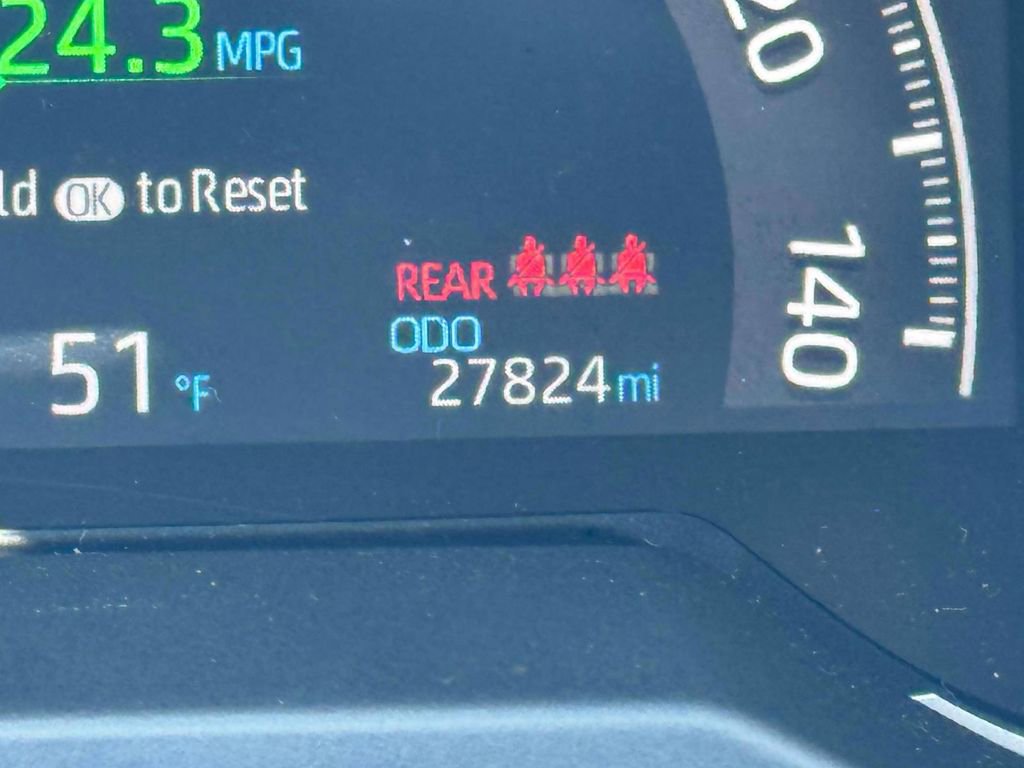 24.3 MPG
20
ld OK to Reset
140
REAR
ODO
51 °F
27824 mi